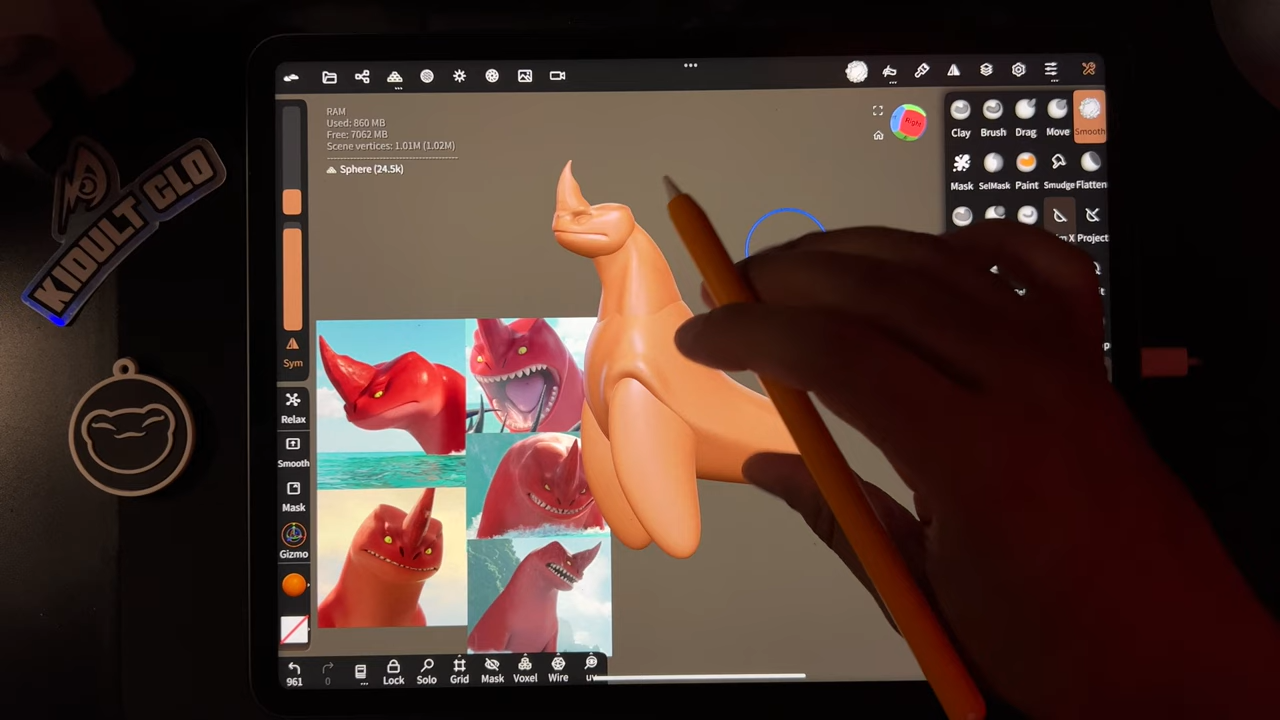 RAM
Used: 860 MB
Free: 7062 MB
Scene vertices: 1.01M (1.02M)
Sphere (24.5k)
Right
Clay Brush Drag Move Smooth
Mask SelMask Paint Smudge Flatten
X Project
KIDULT CLO
Sym
Relax
Smooth
Mask
Gizmo
961 0 Lock Solo Grid Mask Voxel Wire uv